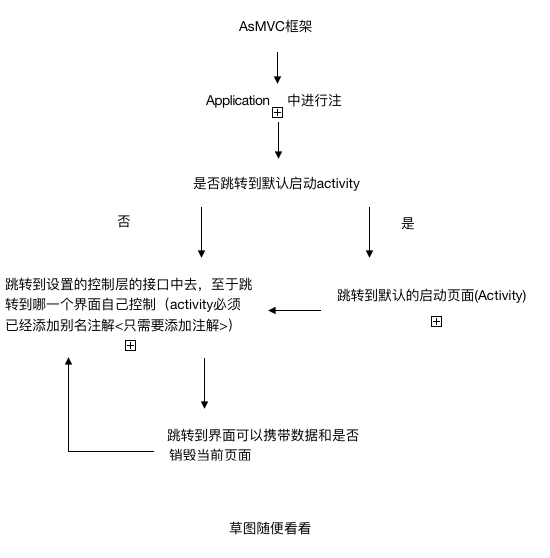 AsMVC框架
Application 中进行注
是否跳转到默认启动activity
否
是
跳转到设置的控制层的接口中去，至于跳
转到哪一个界面自己控制（activity必须
已经添加别名注解<只需要添加注解>）
跳转到默认的启动页面(Activity)
跳转到界面可以携带数据和是否
销毁当前页面
草图随便看看